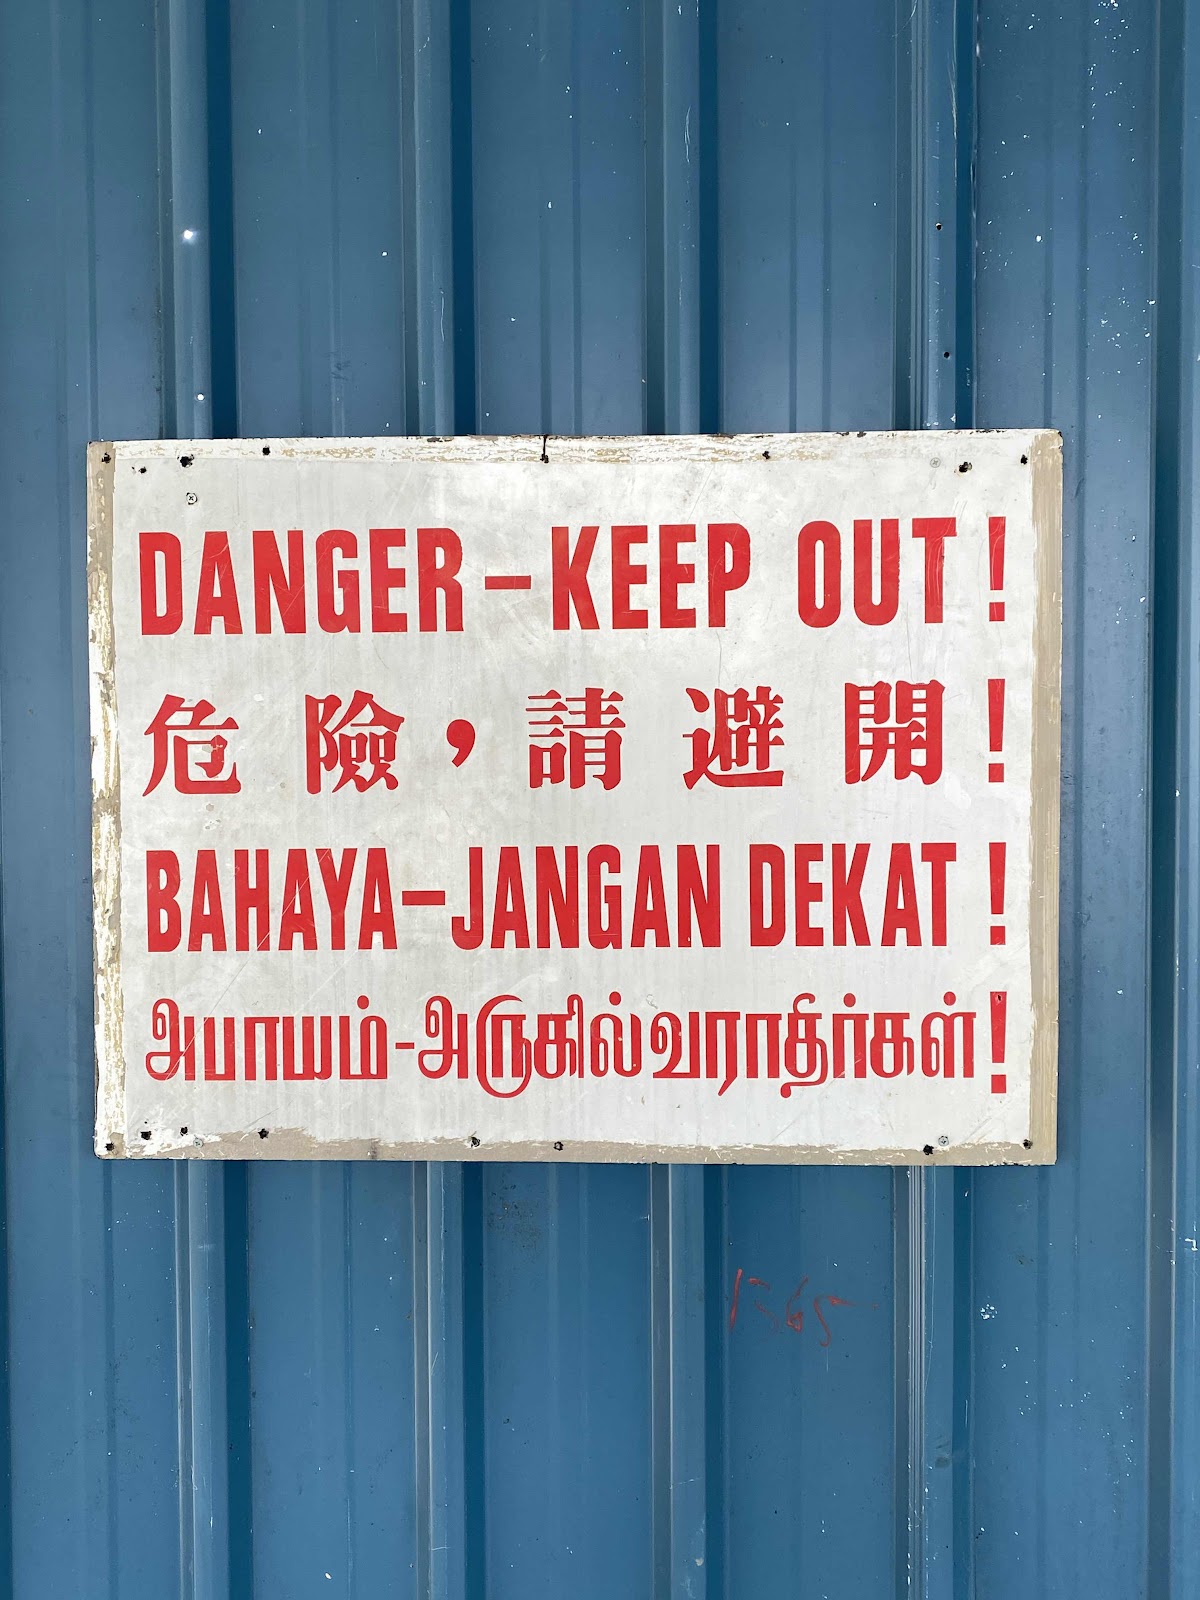 DANGER – KEEP OUT !
危險，請避開！
BAHAYA – JANGAN DEKAT !
அபாயம் - அருகில் வராதிர்கள் !